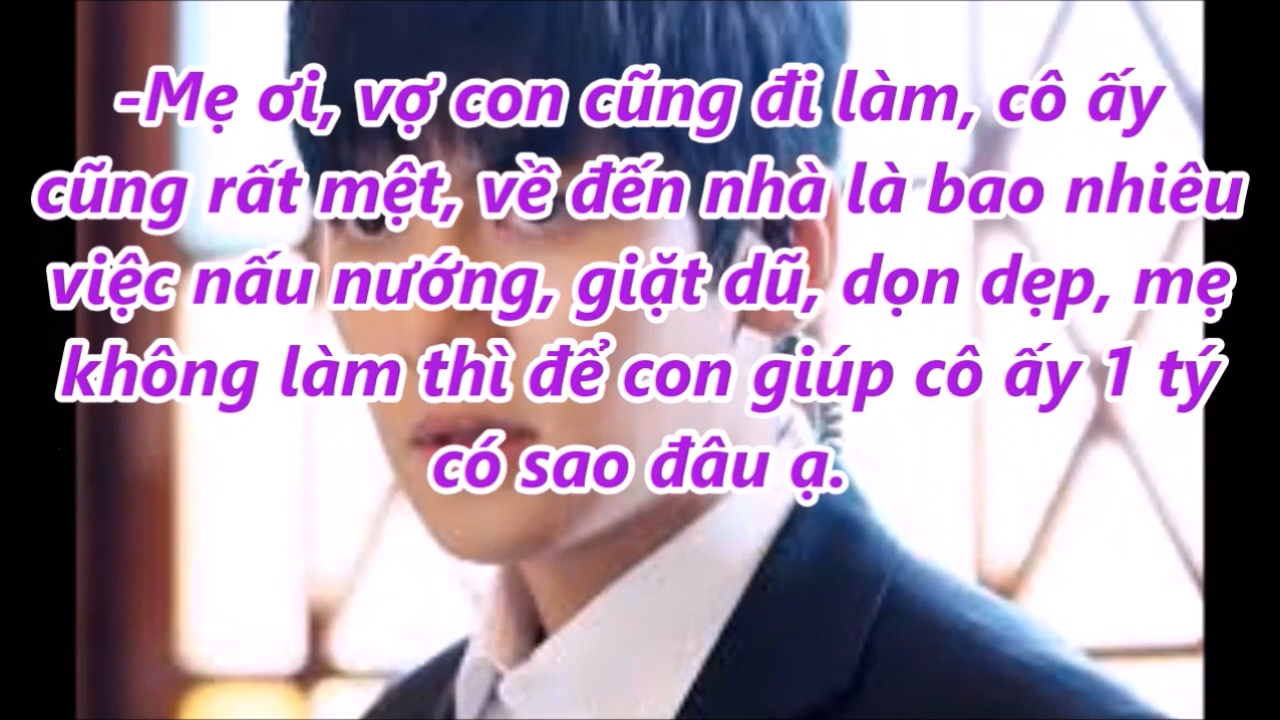 -Mẹ ơi, vợ con cũng đi làm, cô ấy
cũng rất mệt, về đến nhà là bao nhiêu
việc nấu nướng, giặt dũ, dọn dẹp, mẹ
không làm thì để con giúp cô ấy 1 tý
có sao đâu ạ.